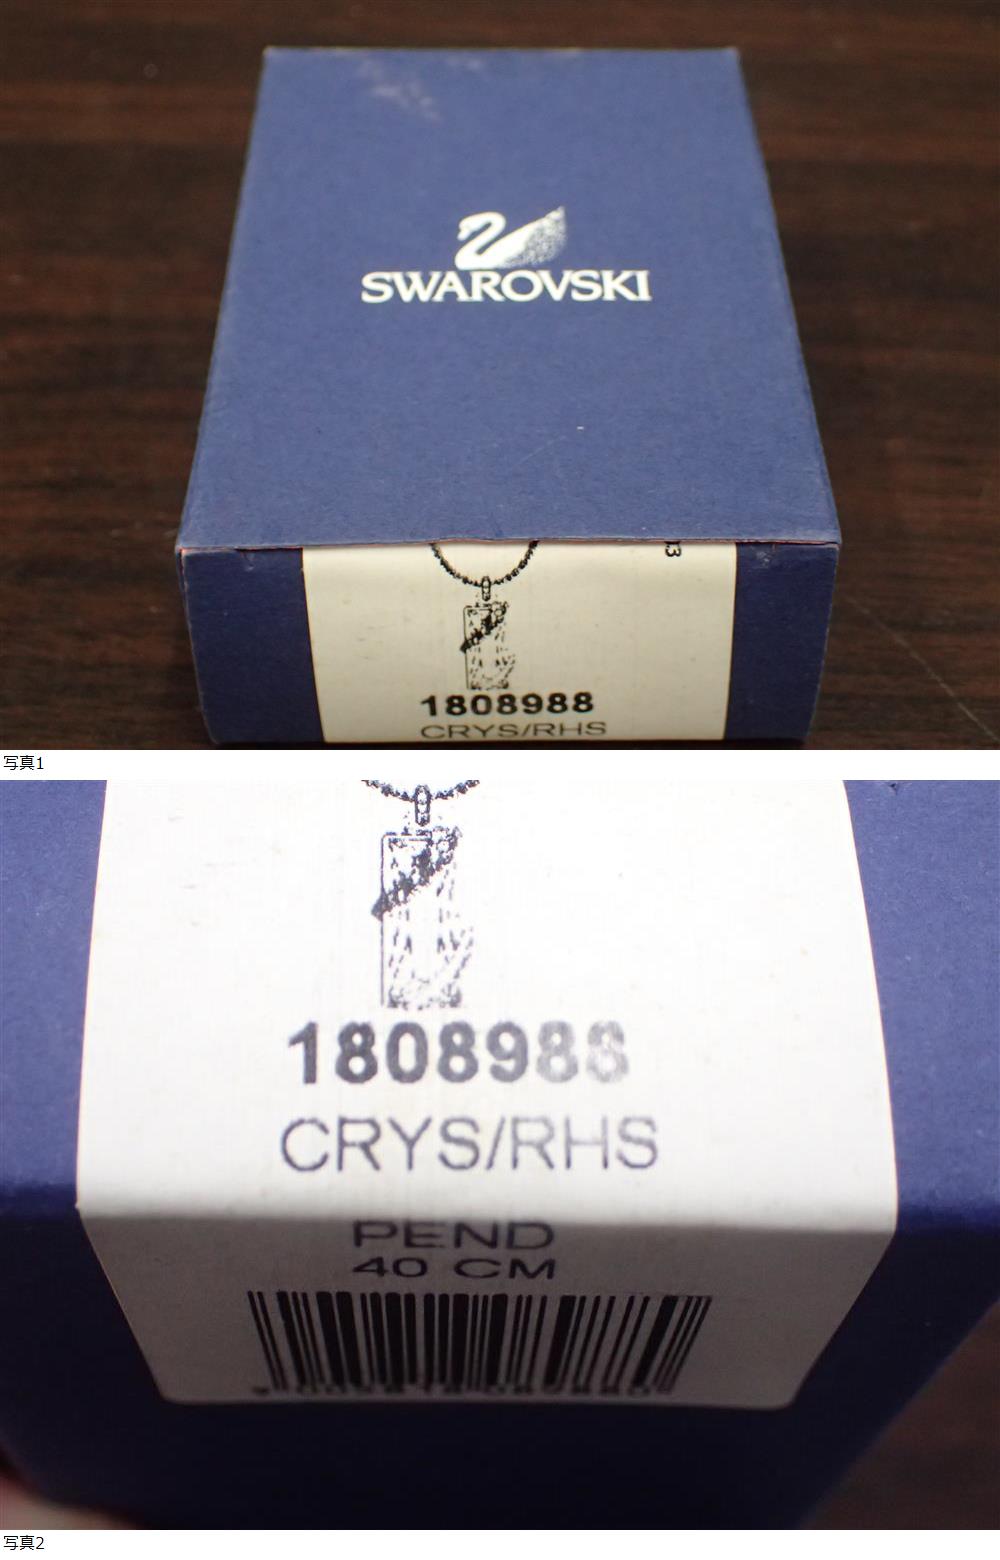 SWAROVSKI
1808988
CRYS/RHS
写真1
1808988
CRYS/RHS
PEND
40 CM
写真2